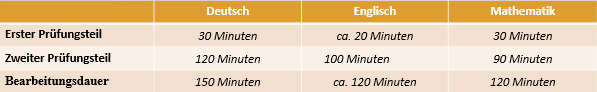 Deutsch Englisch Mathematik
Erster Prüfungsteil 30 Minuten ca. 20 Minuten 30 Minuten
Zweiter Prüfungsteil 120 Minuten 100 Minuten 90 Minuten
Bearbeitungsdauer 150 Minuten ca. 120 Minuten 120 Minuten